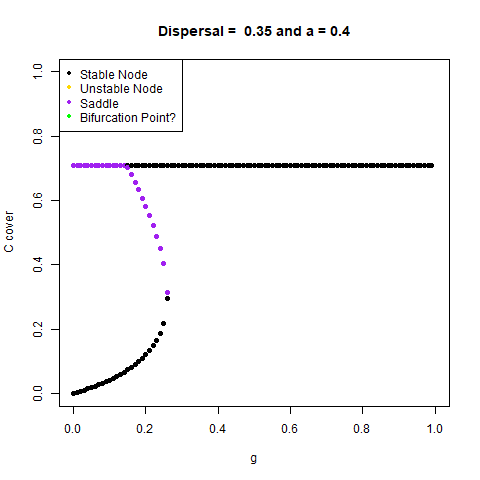 Dispersal =  0.35 and a = 0.4
Stable Node
Unstable Node
Saddle
Bifurcation Point?
1.0
0.8
0.6
0.4
0.2
0.0
C cover
0.0 0.2 0.4 0.6 0.8 1.0
g